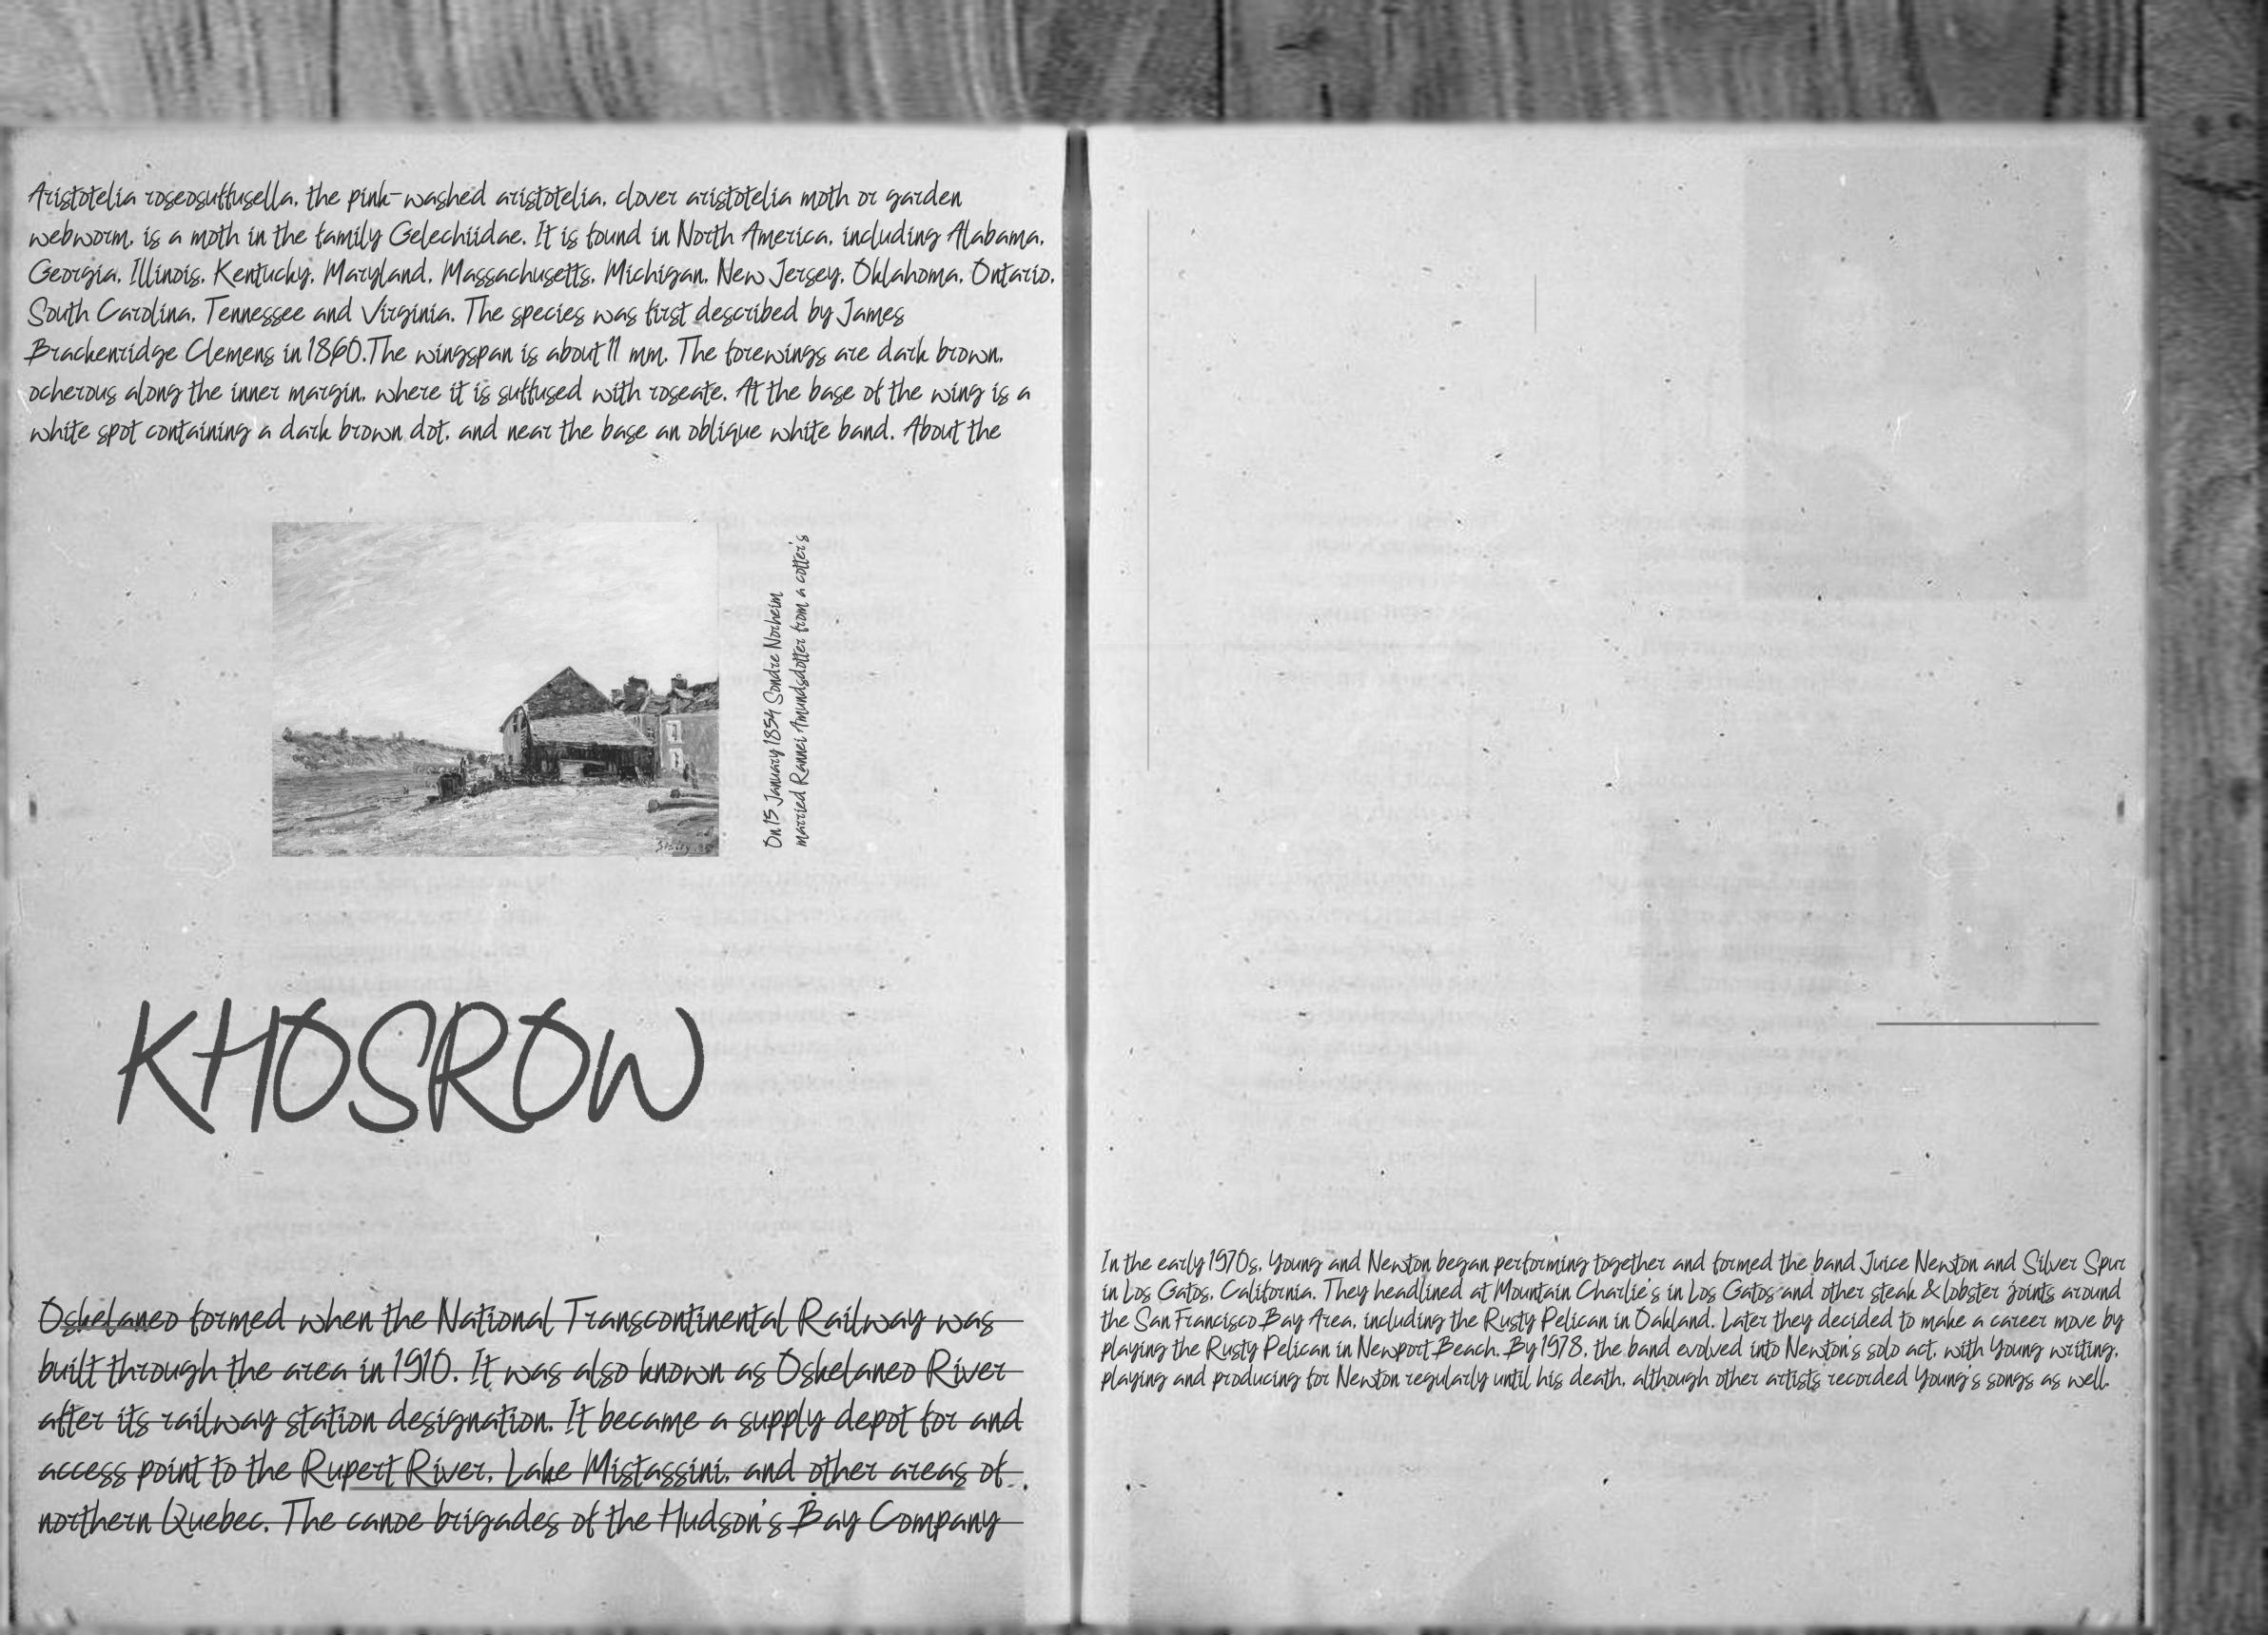 Aristotelia roseosuffusella, the pink-washed aristotelia, clover aristotelia moth or garden
webworm, is a moth in the family Gelechiidae. It is found in North America, including Alabama,
Georgia, Illinois, Kentucky, Maryland, Massachusetts, Michigan, New Jersey, Oklahoma, Ontario,
South Carolina, Tennessee and Virginia. The species was first described by James
Brackenridge Clemens in 1860.The wingspan is about 11 mm. The forewings are dark brown,
ocherous along the inner margin, where it is suffused with roseate. At the base of the wing is a
white spot containing a dark brown dot, and near the base an oblique white band. About the
On 15 January 1854 Sondre Norheim
married Rannei Åmundsdotter from a cotter's
KHOSROW
Oskelaneo formed when the National Transcontinental Railway was
built through the area in 1910. It was also known as Oskelaneo River
after its railway station designation. It became a supply depot for and
access point to the Rupert River, Lake Mistassini, and other areas of
northern Quebec. The canoe brigades of the Hudson's Bay Company
In the early 1970s, Young and Newton began performing together and formed the band Juice Newton and Silver Spur
in Los Gatos, California. They headlined at Mountain Charlie's in Los Gatos and other steak & lobster joints around
the San Francisco Bay Area, including the Rusty Pelican in Oakland. Later they decided to make a career move by
playing the Rusty Pelican in Newport Beach. By 1978, the band evolved into Newton's solo act, with Young writing,
playing and producing for Newton regularly until his death, although other artists recorded Young's songs as well.